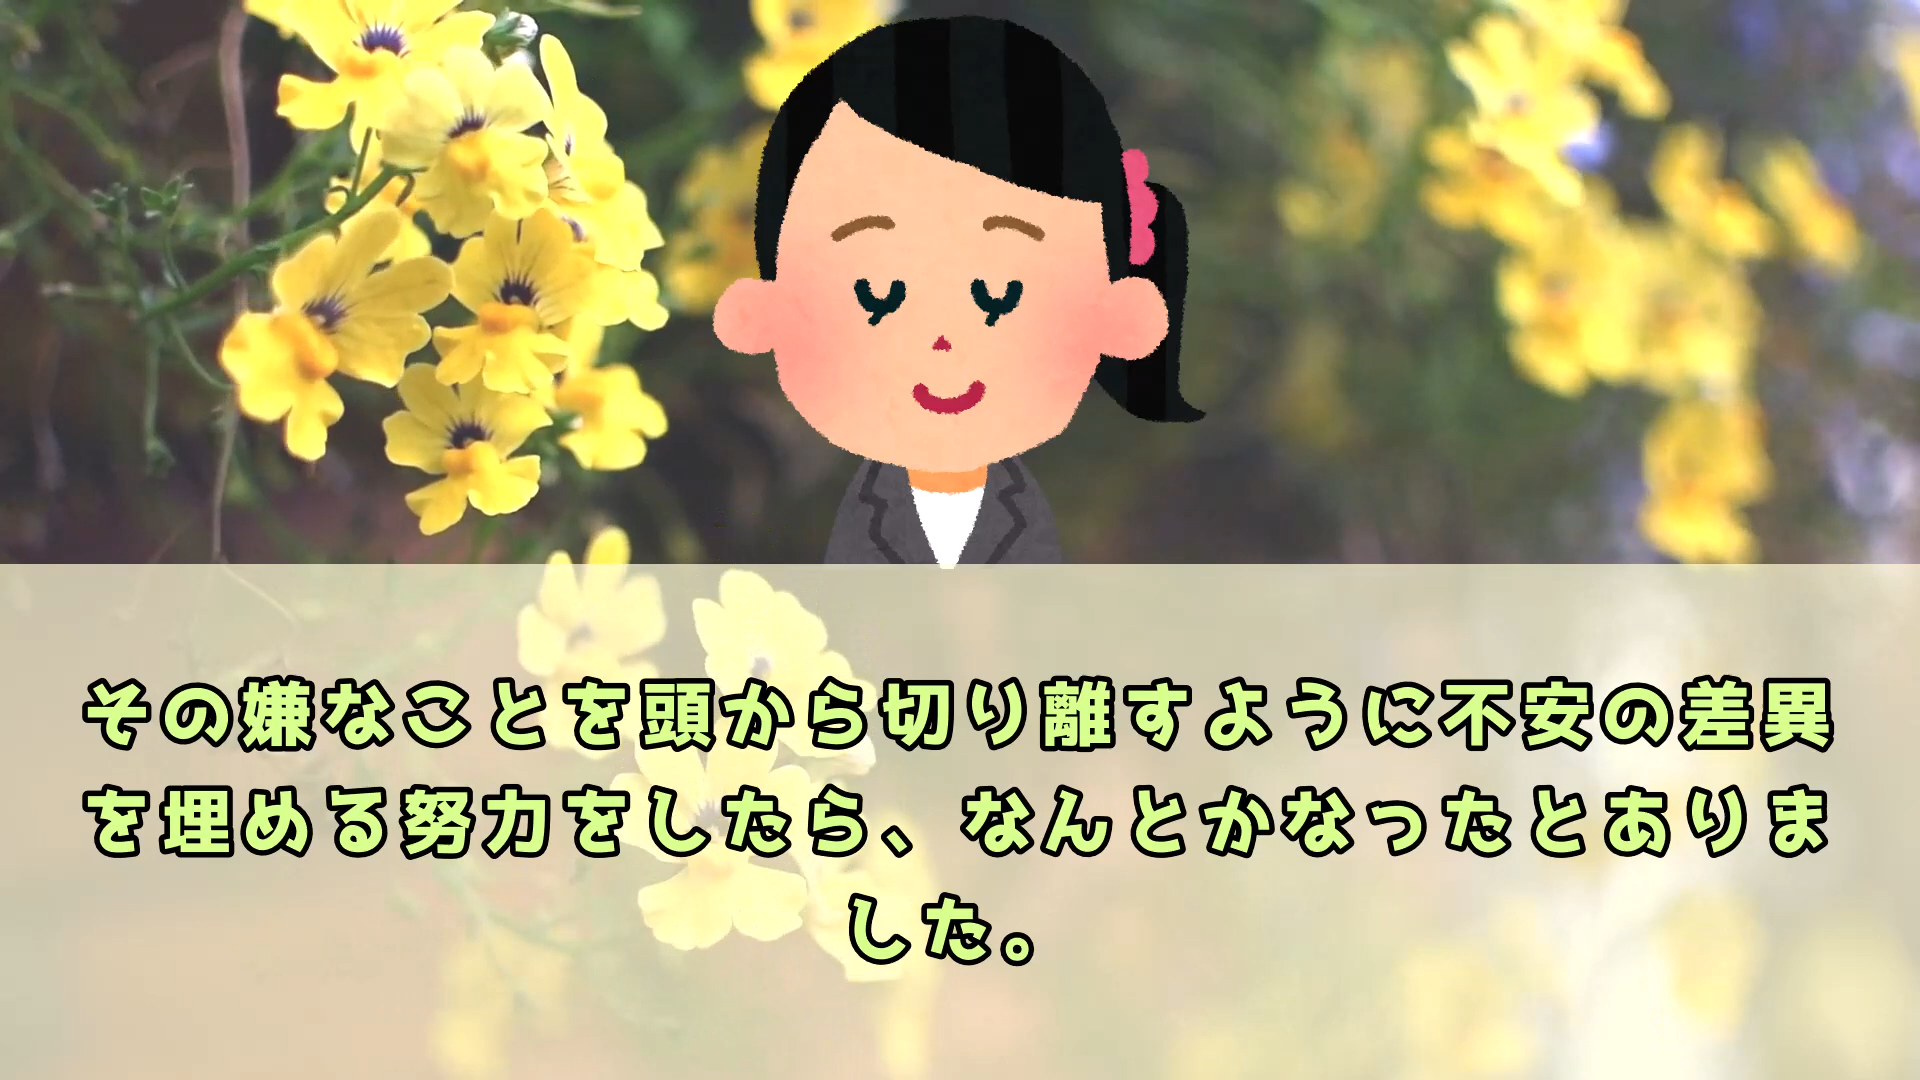 その嫌なことを頭から切り離すように不安の差異
を埋める努力をしたら、なんとかなったとありま
した。